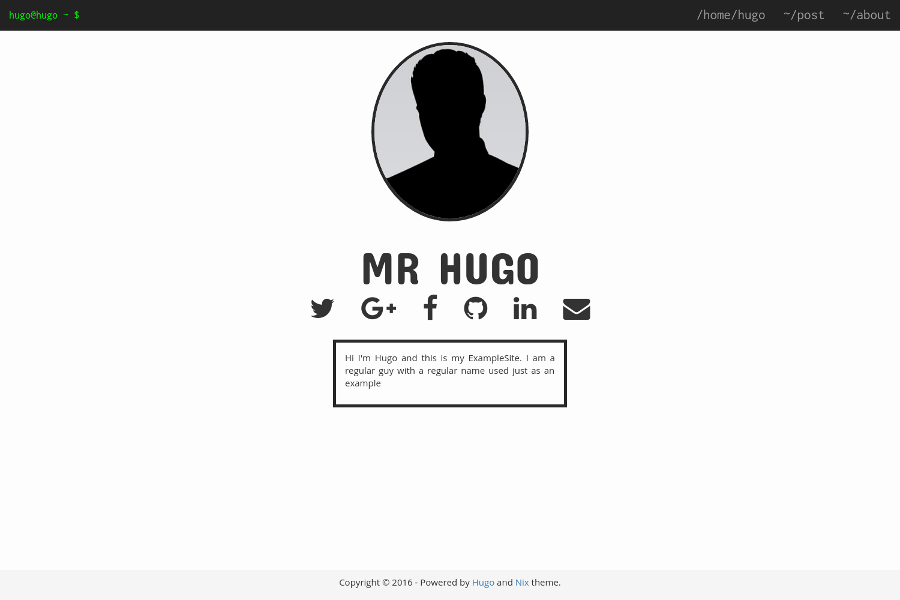 hugo@hugo ~ $
/home/hugo ~/post ~/about
MR HUGO
Hi I'm Hugo and this is my ExampleSite. I am a
regular guy with a regular name used just as an
example
Copyright © 2016 - Powered by Hugo and Nix theme.